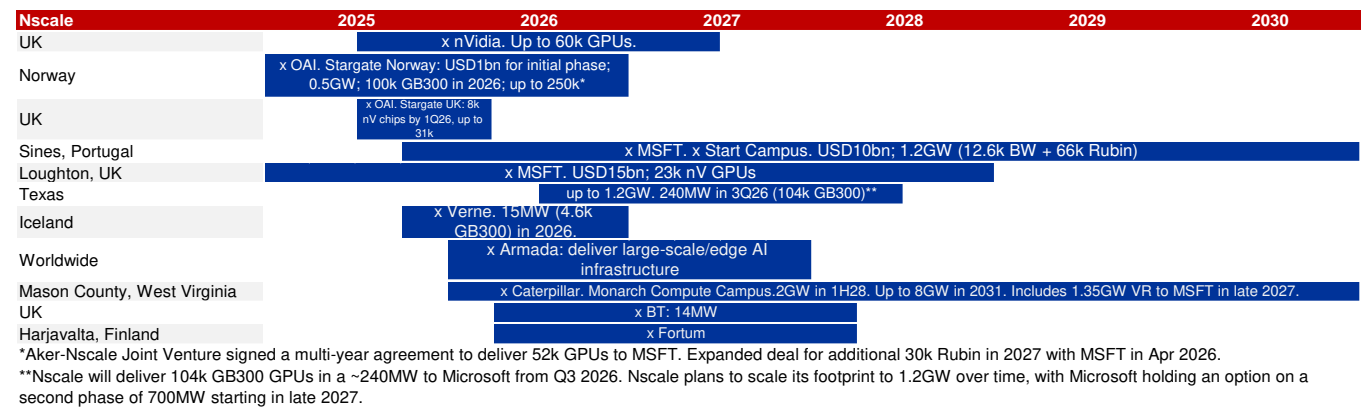 Nscale 2025 2026 2027 2028 2029 2030
UK x nVidia. Up to 60k GPUs.
Norway x OAI. Stargate Norway: USD1bn for initial phase;
0.5GW; 100k GB300 in 2026; up to 250k*
UK x OAI. Stargate UK: 8k
nV chips by 1Q26, up to
31k
Sines, Portugal x MSFT. x Start Campus. USD10bn; 1.2GW (12.6k BW + 66k Rubin)
Loughton, UK x MSFT. USD15bn; 23k nV GPUs
Texas up to 1.2GW. 240MW in 3Q26 (104k GB300)**
Iceland x Verne. 15MW (4.6k
GB300) in 2026.
Worldwide x Armada: deliver large-scale/edge AI
infrastructure
Mason County, West Virginia x Caterpillar. Monarch Compute Campus.2GW in 1H28. Up to 8GW in 2031. Includes 1.35GW VR to MSFT in late 2027.
UK x BT: 14MW
Harjavalta, Finland x Fortum
*Aker-Nscale Joint Venture signed a multi-year agreement to deliver 52k GPUs to MSFT. Expanded deal for additional 30k Rubin in 2027 with MSFT in Apr 2026.
**Nscale will deliver 104k GB300 GPUs in a ~240MW to Microsoft from Q3 2026. Nscale plans to scale its footprint to 1.2GW over time, with Microsoft holding an option on a
second phase of 700MW starting in late 2027.